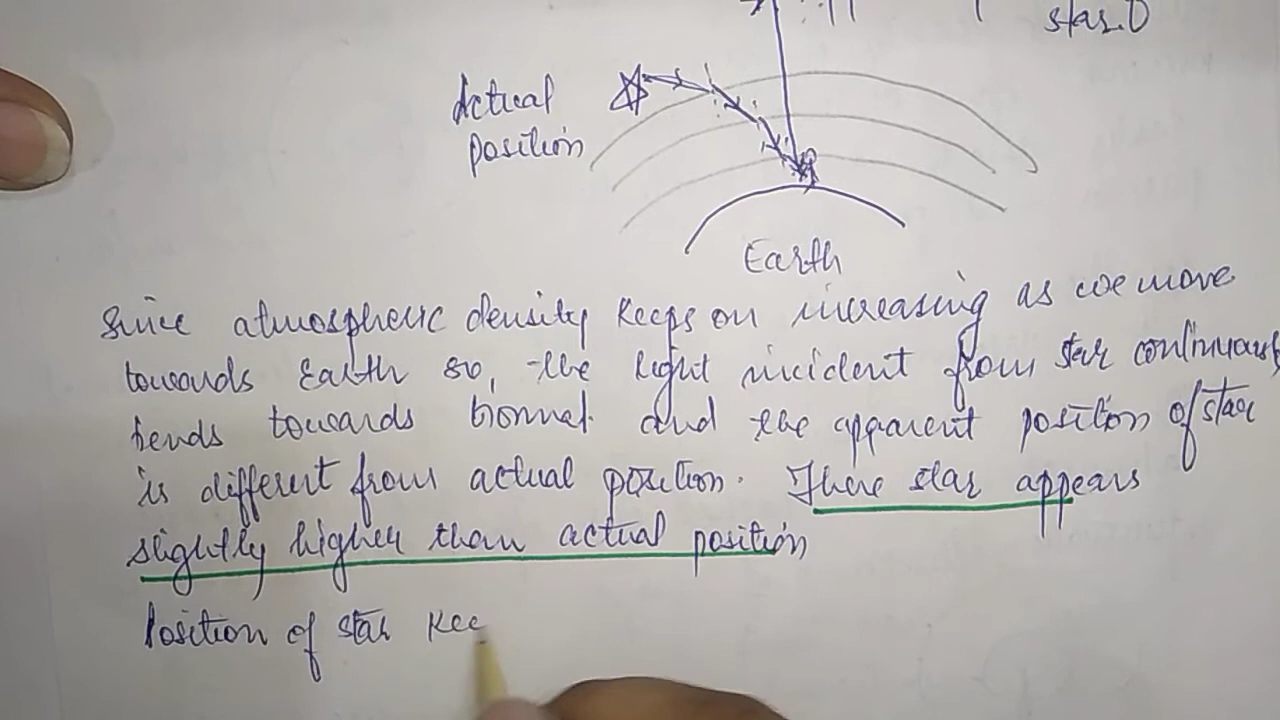 star.
Actual
position
Earth
Since atmospheric density keeps on increasing as we move
towards Earth so, the light incident from star continuous
bends towards normal and the apparent position of star
is different from actual position. There star appears
slightly higher than actual position
Position of star Kee